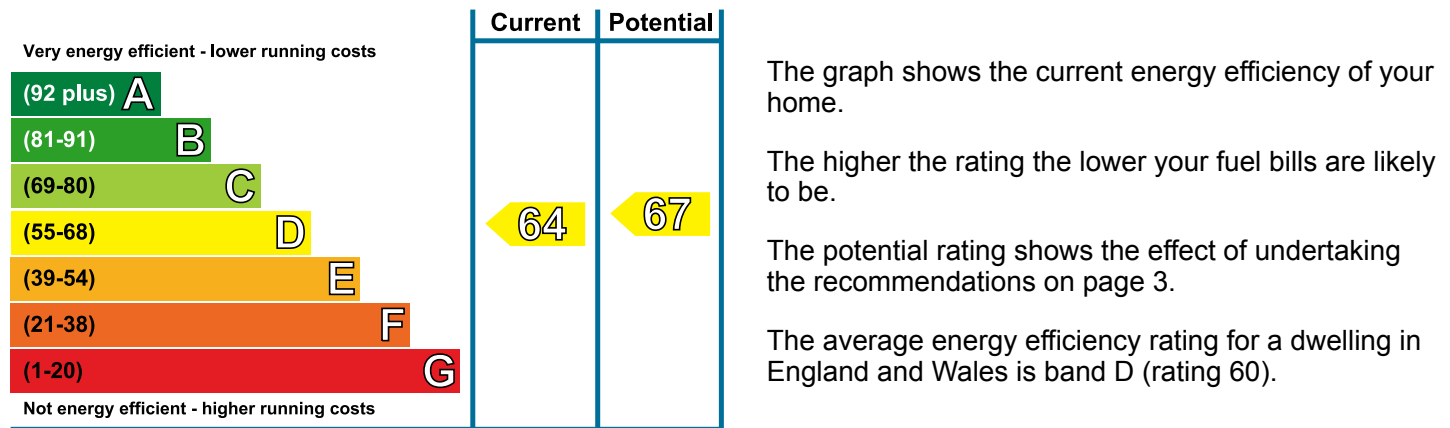 Current Potential
Very energy efficient - lower running costs
(92 plus) A
(81-91) B
(69-80) C
(55-68) D
(39-54) E
(21-38) F
(1-20) G
Not energy efficient - higher running costs
64 67
The graph shows the current energy efficiency of your
home.
The higher the rating the lower your fuel bills are likely
to be.
The potential rating shows the effect of undertaking
the recommendations on page 3.
The average energy efficiency rating for a dwelling in
England and Wales is band D (rating 60).